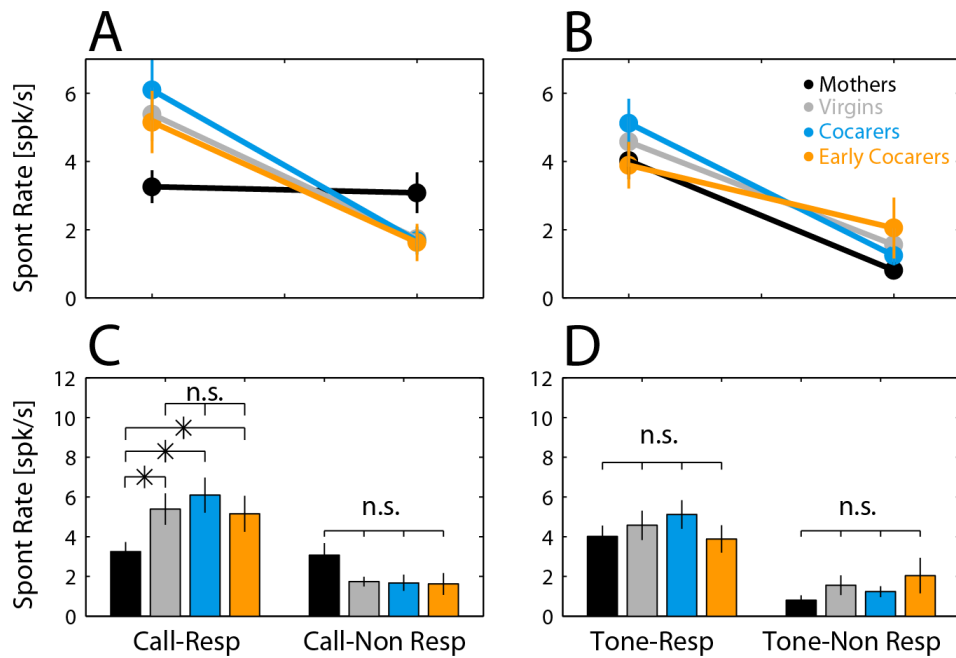 A
B
Spont Rate [spk/s]
6
4
2
0
6
4
2
0
Mothers
Virgins
Cocarers
Early Cocarers
C
D
Spont Rate [spk/s]
12
10
8
6
4
2
0
n.s.
n.s.
Call-Resp
Call-Non Resp
12
10
8
6
4
2
0
n.s.
n.s.
Tone-Resp
Tone-Non Resp